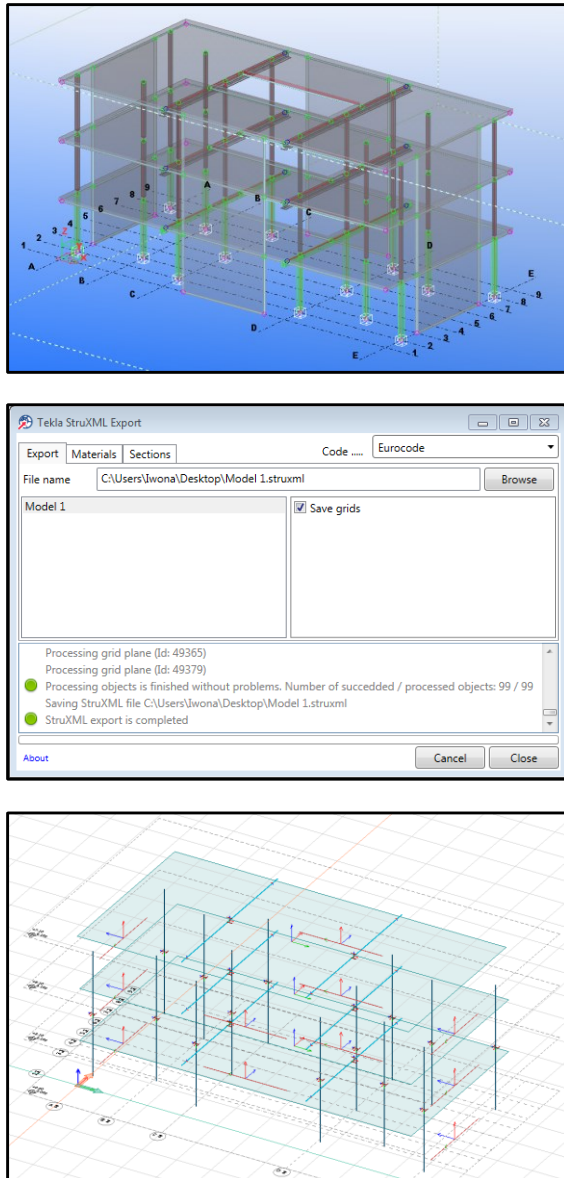 A
B
C
D
9
8
7
6
5
4
3
2
1
Z
X
A
B
C
D
E
E
9
8
7
6
5
4
3
2
1
Tekla StruXML Export
Export Materials Sections Code ..... Eurocode
File name C:\Users\Iwona\Desktop\Model 1.struxml Browse
Model 1
Save grids
Processing grid plane (Id: 49365)
Processing grid plane (Id: 49379)
Processing objects is finished without problems. Number of succedded / processed objects: 99 / 99
Saving StruXML file C:\Users\Iwona\Desktop\Model 1.struxml
StruXML export is completed
About Cancel Close